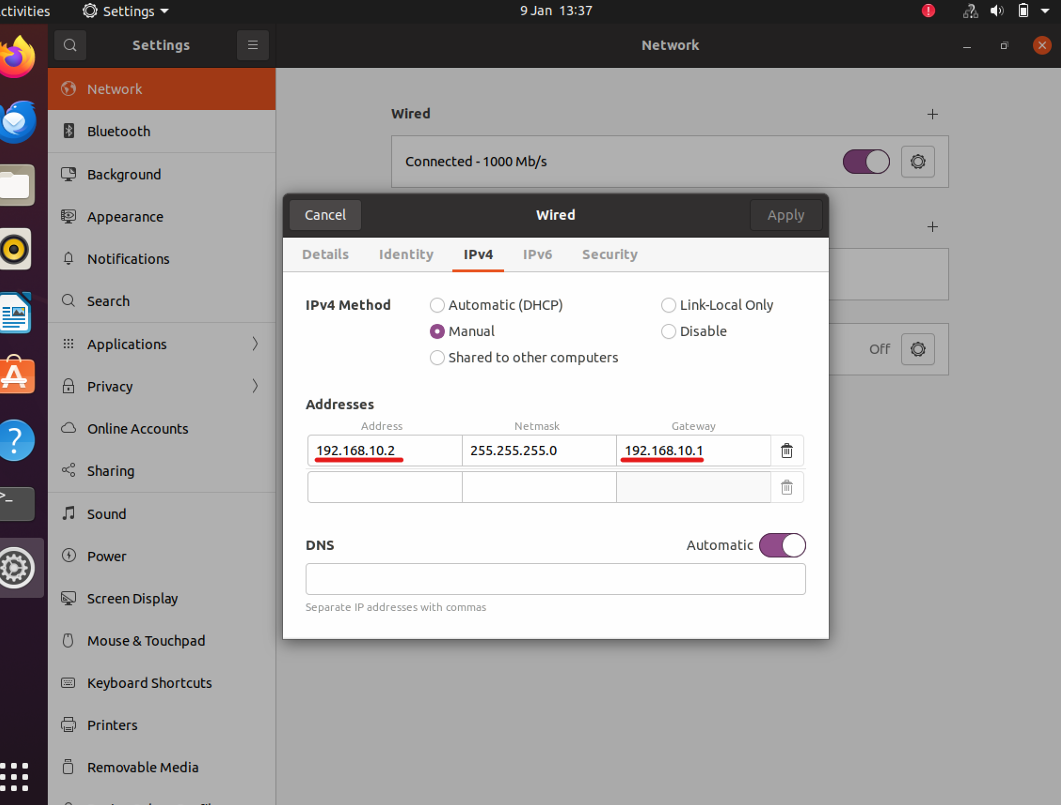 ctivities
Settings
9 Jan 13:37
Settings
Network
Network
Bluetooth
Background
Appearance
Notifications
Search
Applications
Privacy
Online Accounts
Sharing
Sound
Power
Screen Display
Mouse & Touchpad
Keyboard Shortcuts
Printers
Removable Media
Wired
Connected - 1000 Mb/s
Off
Cancel
Wired
Apply
Details
Identity
IPv4
IPv6
Security
IPv4 Method
Automatic (DHCP)
Link-Local Only
Manual
Disable
Shared to other computers
Addresses
Address
Netmask
Gateway
192.168.10.2
255.255.255.0
192.168.10.1
DNS
Automatic
Separate IP addresses with commas